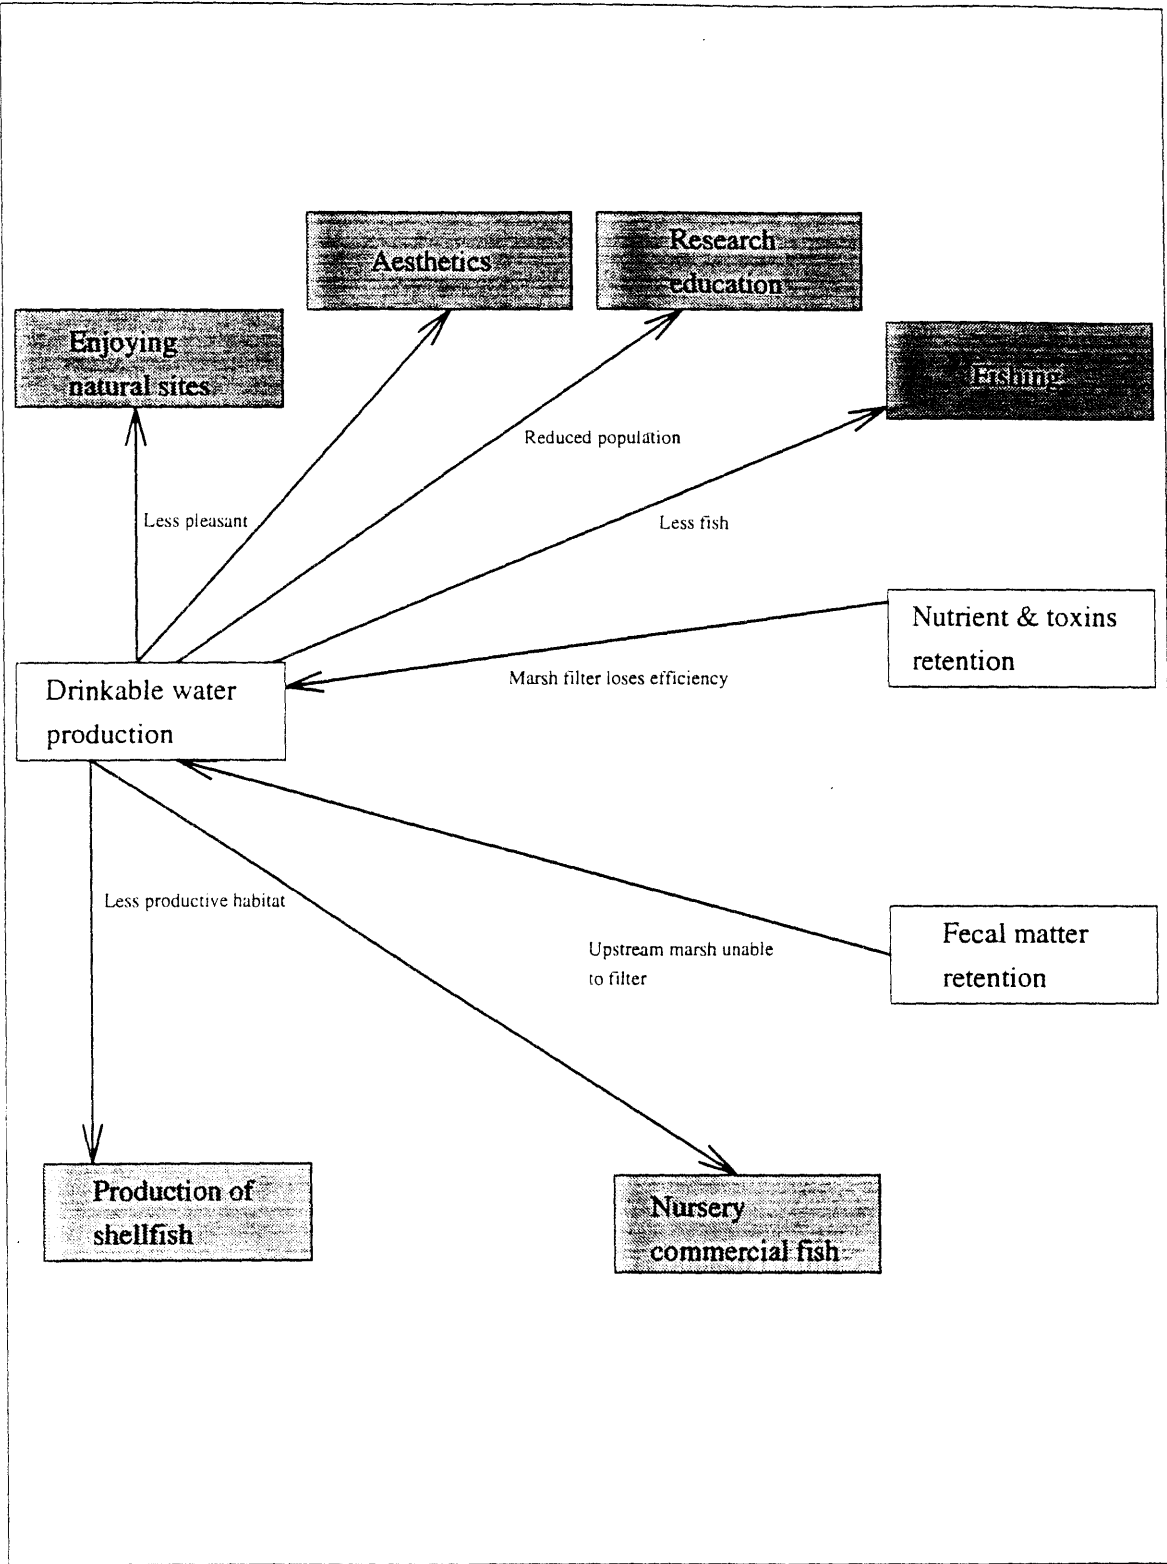 Aesthetics
Research
education
Enjoying
natural sites
Fishing
Reduced population
Less pleasant
Less fish
Nutrient & toxins
retention
Marsh filter loses efficiency
Drinkable water
production
Less productive habitat
Fecal matter
retention
Upstream marsh unable
to filter
Production of
shellfish
Nursery
commercial fish